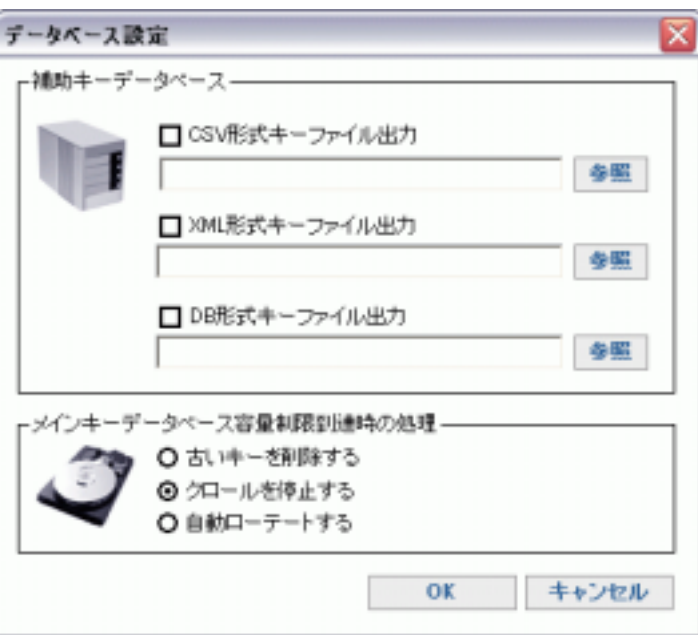 データベース設定
補助キーデータベース
CSV形式キーファイル出力
参照
XML形式キーファイル出力
参照
DB形式キーファイル出力
参照
メインキーデータベース容量制限到達時の処理
古いキーを削除する
クロールを停止する
自動ローテートする
OK キャンセル